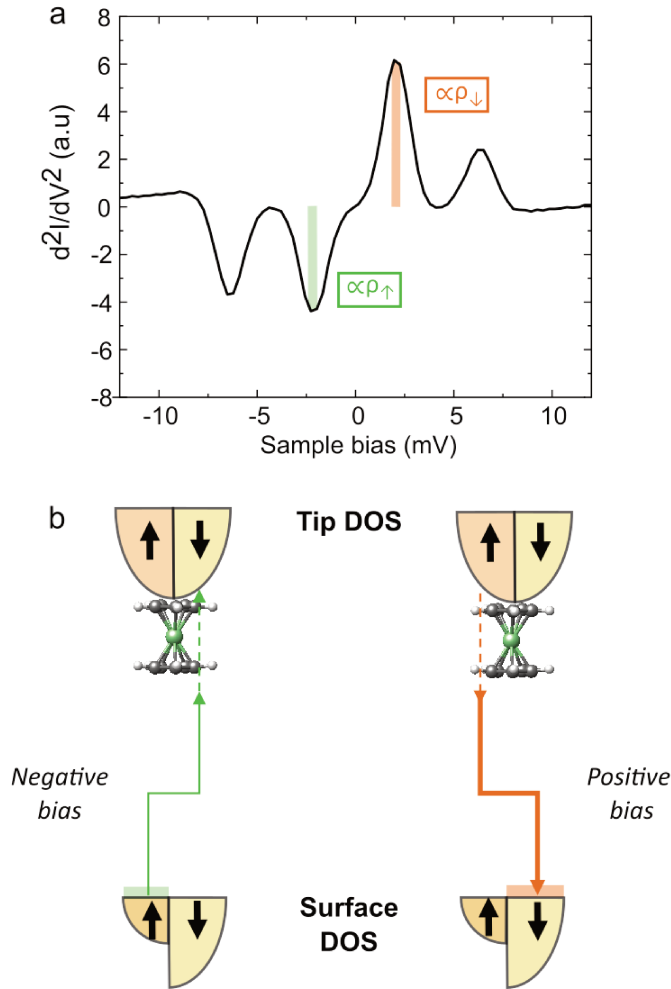 a
d²I/dV² (a.u)
8
6
4
2
0
-2
-4
-6
-8
∝ρ↓
∝ρ↑
-10 -5 0 5 10
Sample bias (mV)
b
Tip DOS
Negative
bias
Positive
bias
Surface
DOS